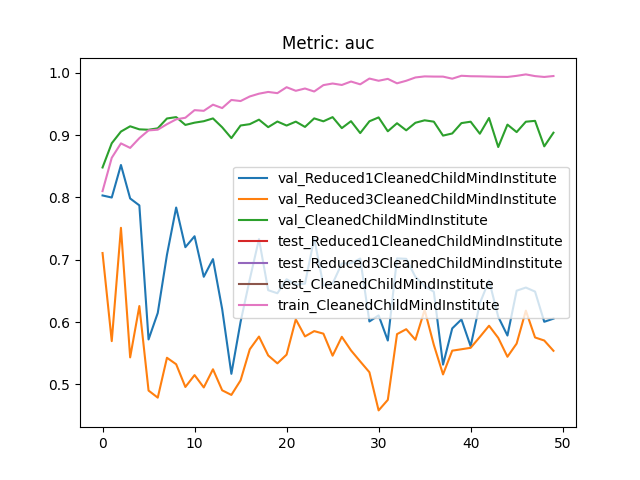 Metric: auc
1.0
0.9
0.8
0.7
0.6
0.5
val_Reduced1CleanedChildMindInstitute
val_Reduced3CleanedChildMindInstitute
val_CleanedChildMindInstitute
test_Reduced1CleanedChildMindInstitute
test_Reduced3CleanedChildMindInstitute
test_CleanedChildMindInstitute
train_CleanedChildMindInstitute
0 10 20 30 40 50